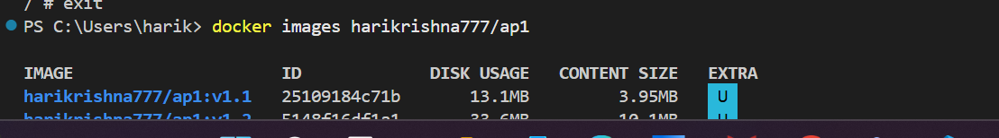 / # exit
PS C:\Users\harik> docker images harikrishna777/ap1
IMAGE ID DISK USAGE CONTENT SIZE EXTRA
harikrishna777/ap1:v1.1 25109184c71b 13.1MB 3.95MB U
harikrishna777/ap1:v1.2 5148f16df1a1 33.6MB 10.1MB U